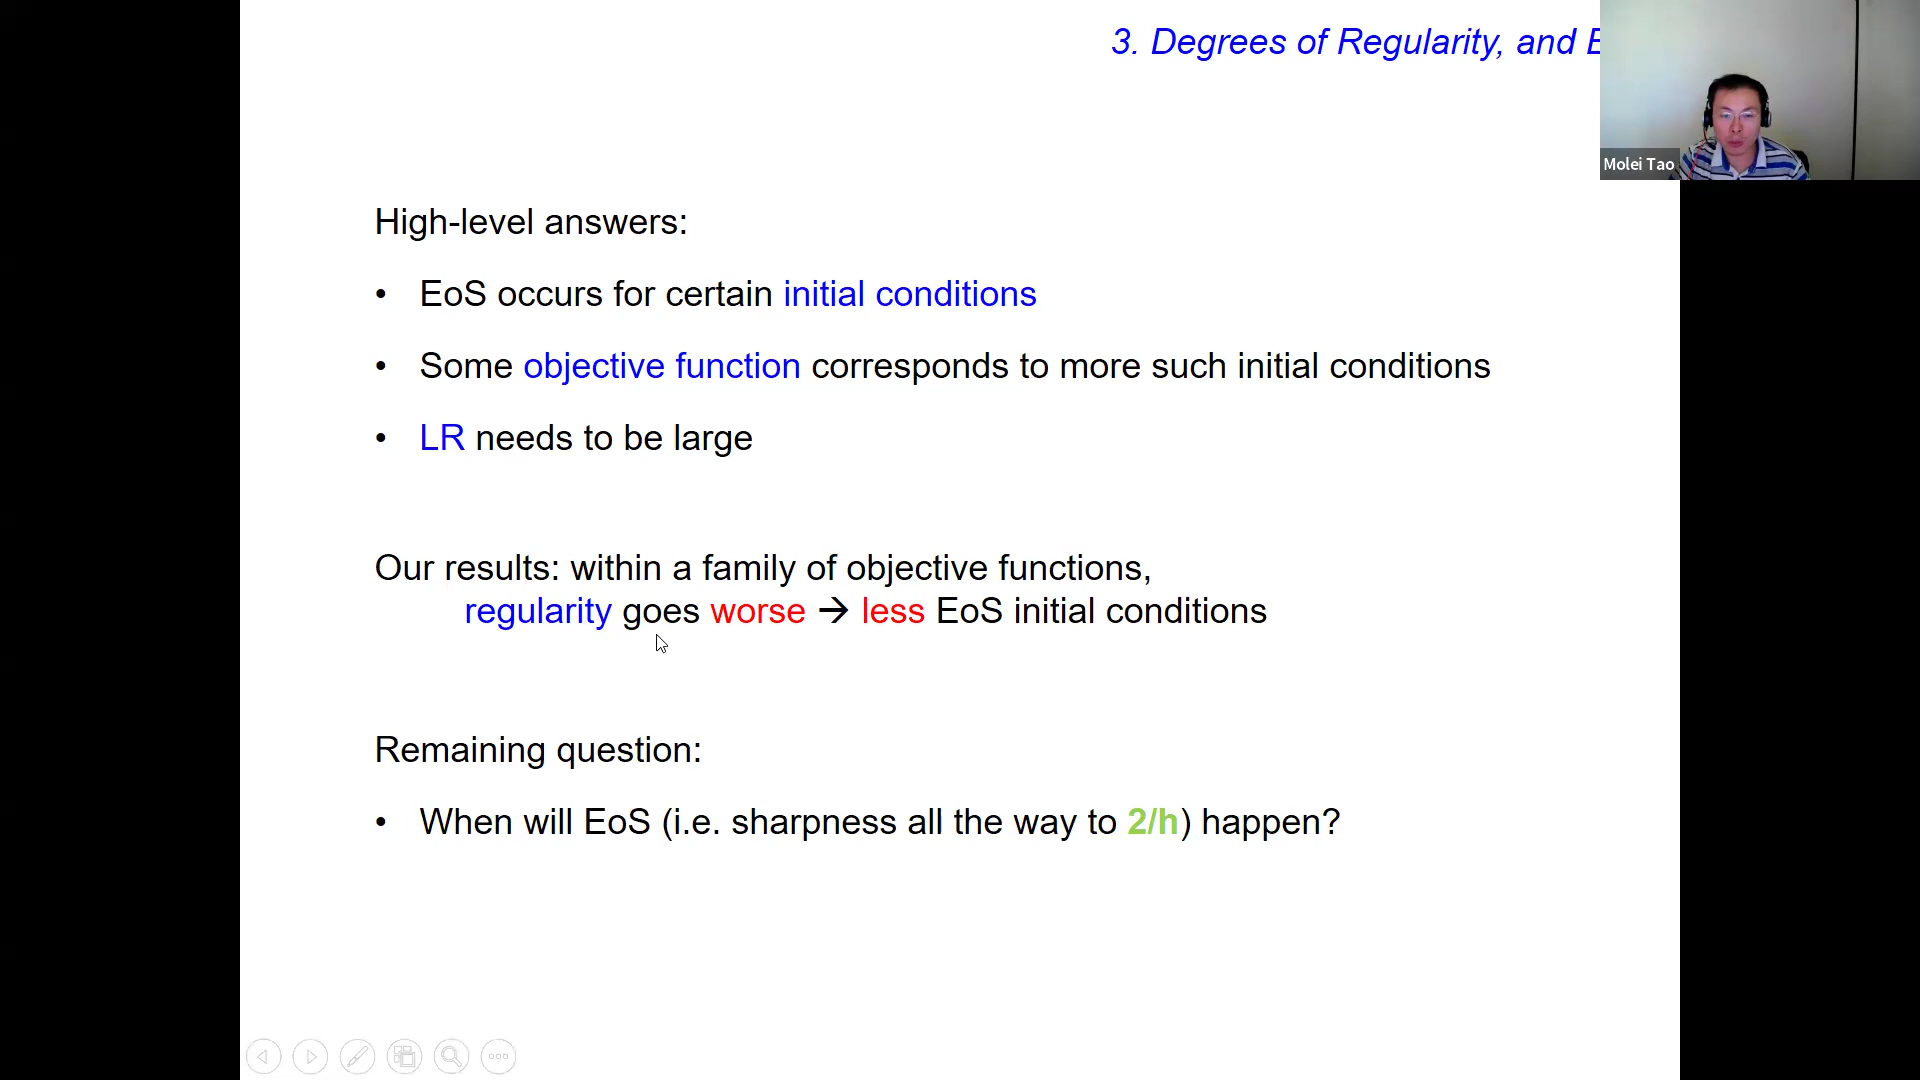 3. Degrees of Regularity, and
Molei Tao
High-level answers:
• EoS occurs for certain initial conditions
• Some objective function corresponds to more such initial conditions
• LR needs to be large
Our results: within a family of objective functions,
regularity goes worse → less EoS initial conditions
Remaining question:
• When will EoS (i.e. sharpness all the way to 2/h) happen?